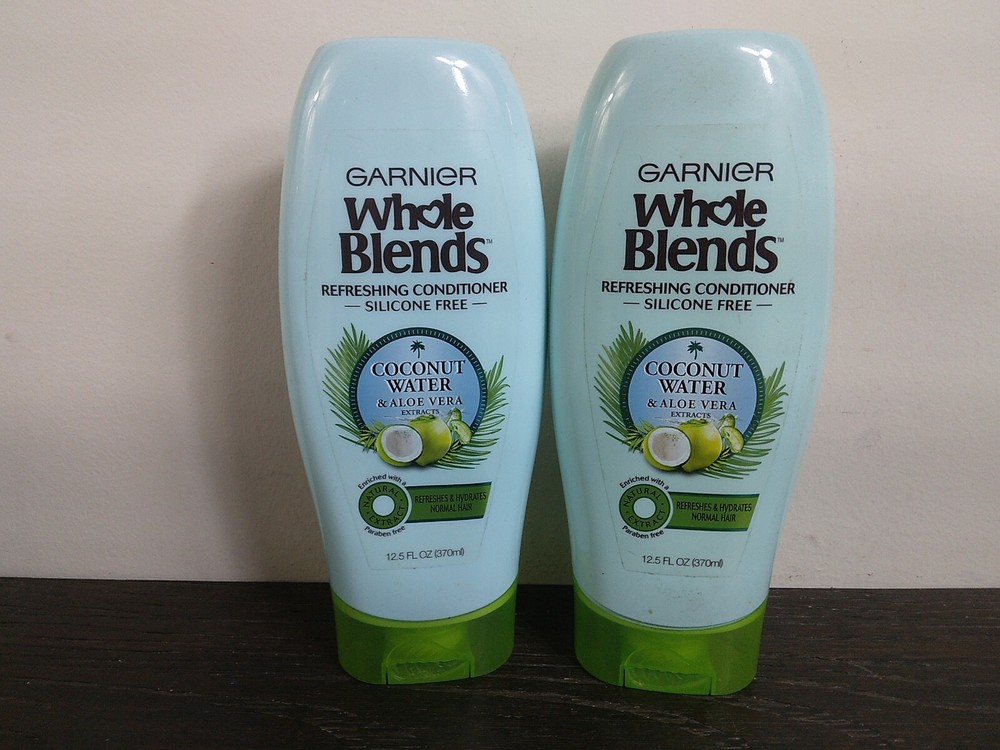 GARNIER
Whole
Blends™
REFRESHING CONDITIONER
— SILICONE FREE —
COCONUT
WATER
& ALOE VERA
EXTRACTS
Enriched with a
NATURAL
EXTRACT
Paraben free
REFRESHES & HYDRATES
NORMAL HAIR
12.5 FL OZ (370ml)
GARNIER
Whole
Blends™
REFRESHING CONDITIONER
— SILICONE FREE —
COCONUT
WATER
& ALOE VERA
EXTRACTS
Enriched with a
NATURAL
EXTRACT
Paraben free
REFRESHES & HYDRATES
NORMAL HAIR
12.5 FL OZ (370ml)